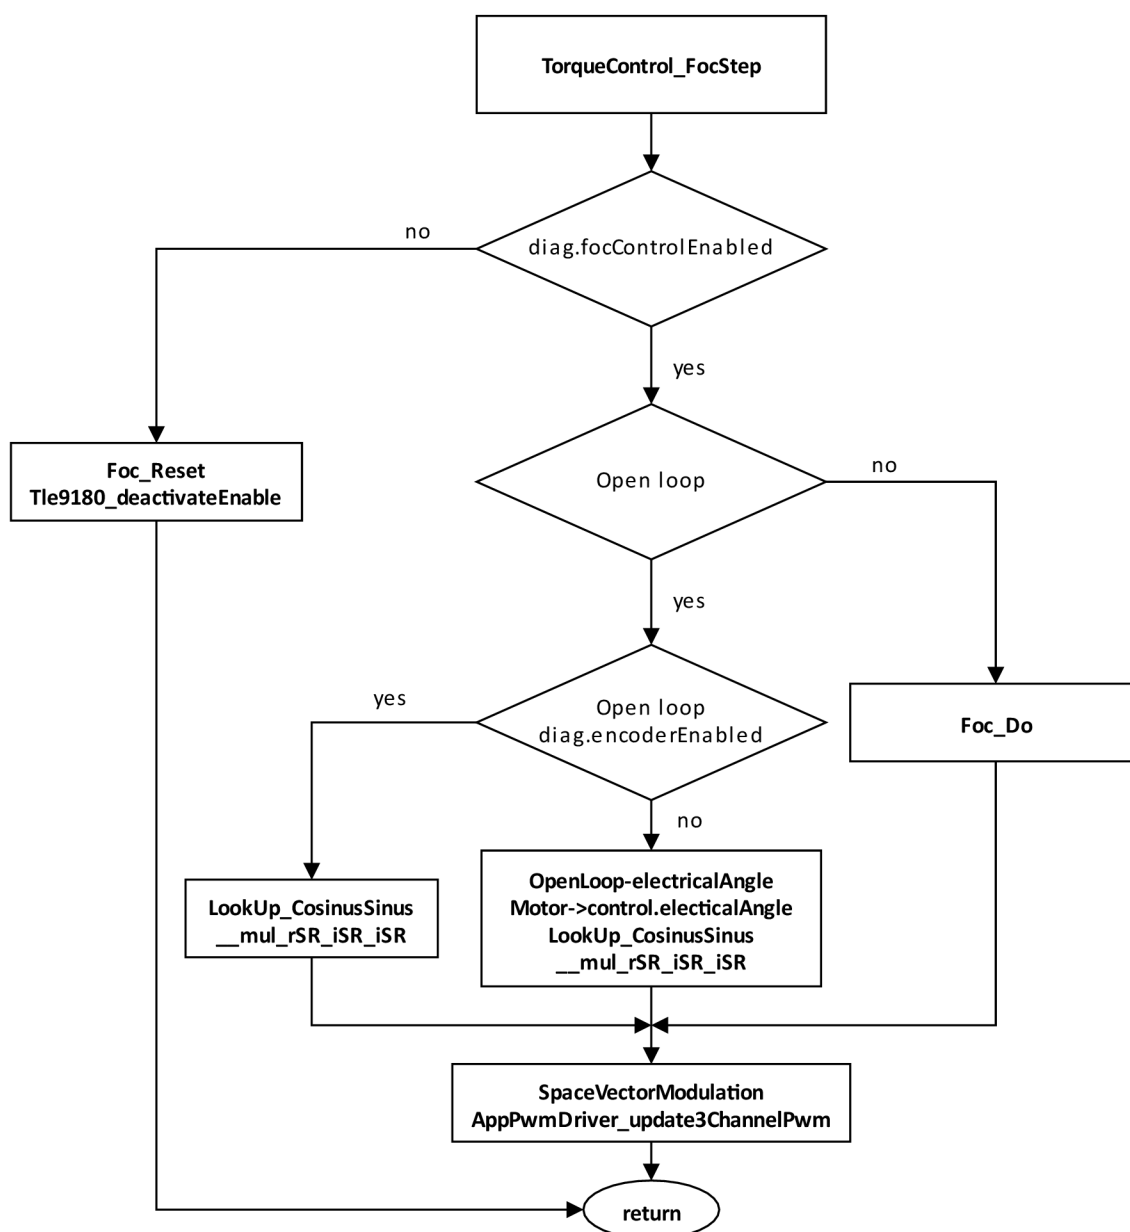 TorqueControl_FocStep
no
diag.focControlEnabled
yes
Foc_Reset
Tle9180_deactivateEnable
Open loop
no
yes
yes
Open loop
diag.encoderEnabled
Foc_Do
no
LookUp_CosinusSinus
__mul_rSR_iSR_iSR
OpenLoop-electricalAngle
Motor->control.electicalAngle
LookUp_CosinusSinus
__mul_rSR_iSR_iSR
SpaceVectorModulation
AppPwmDriver_update3ChannelPwm
return